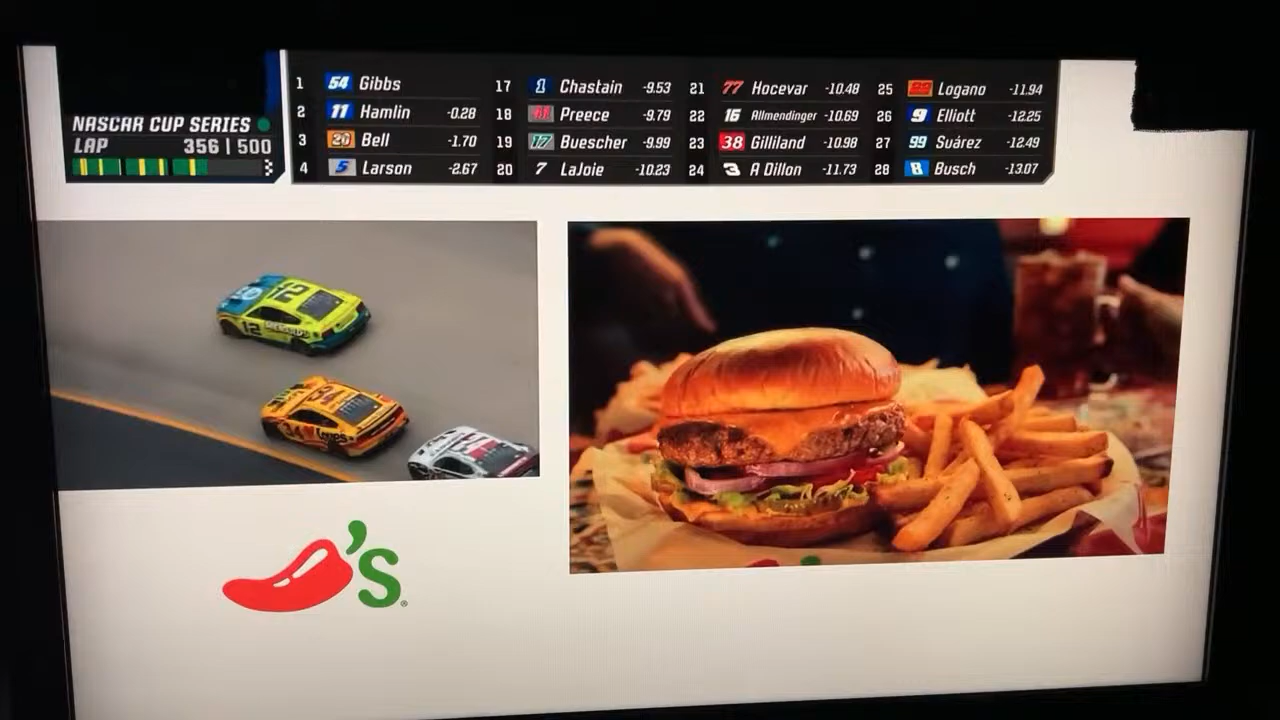 NASCAR CUP SERIES
LAP 356 | 500
1 54 Gibbs
2 11 Hamlin -0.28
3 20 Bell -1.70
4 5 Larson -2.67
17 1 Chastain -9.53
18 41 Preece -9.79
19 17 Buescher -9.99
20 7 LaJoie -10.23
21 77 Hocevar -10.48
22 16 Allmendinger -10.69
23 38 Gilliland -10.98
24 3 A Dillon -11.73
25 22 Logano -11.94
26 9 Elliott -12.25
27 99 Suárez -12.49
28 8 Busch -13.07
12
12
34
34
's®